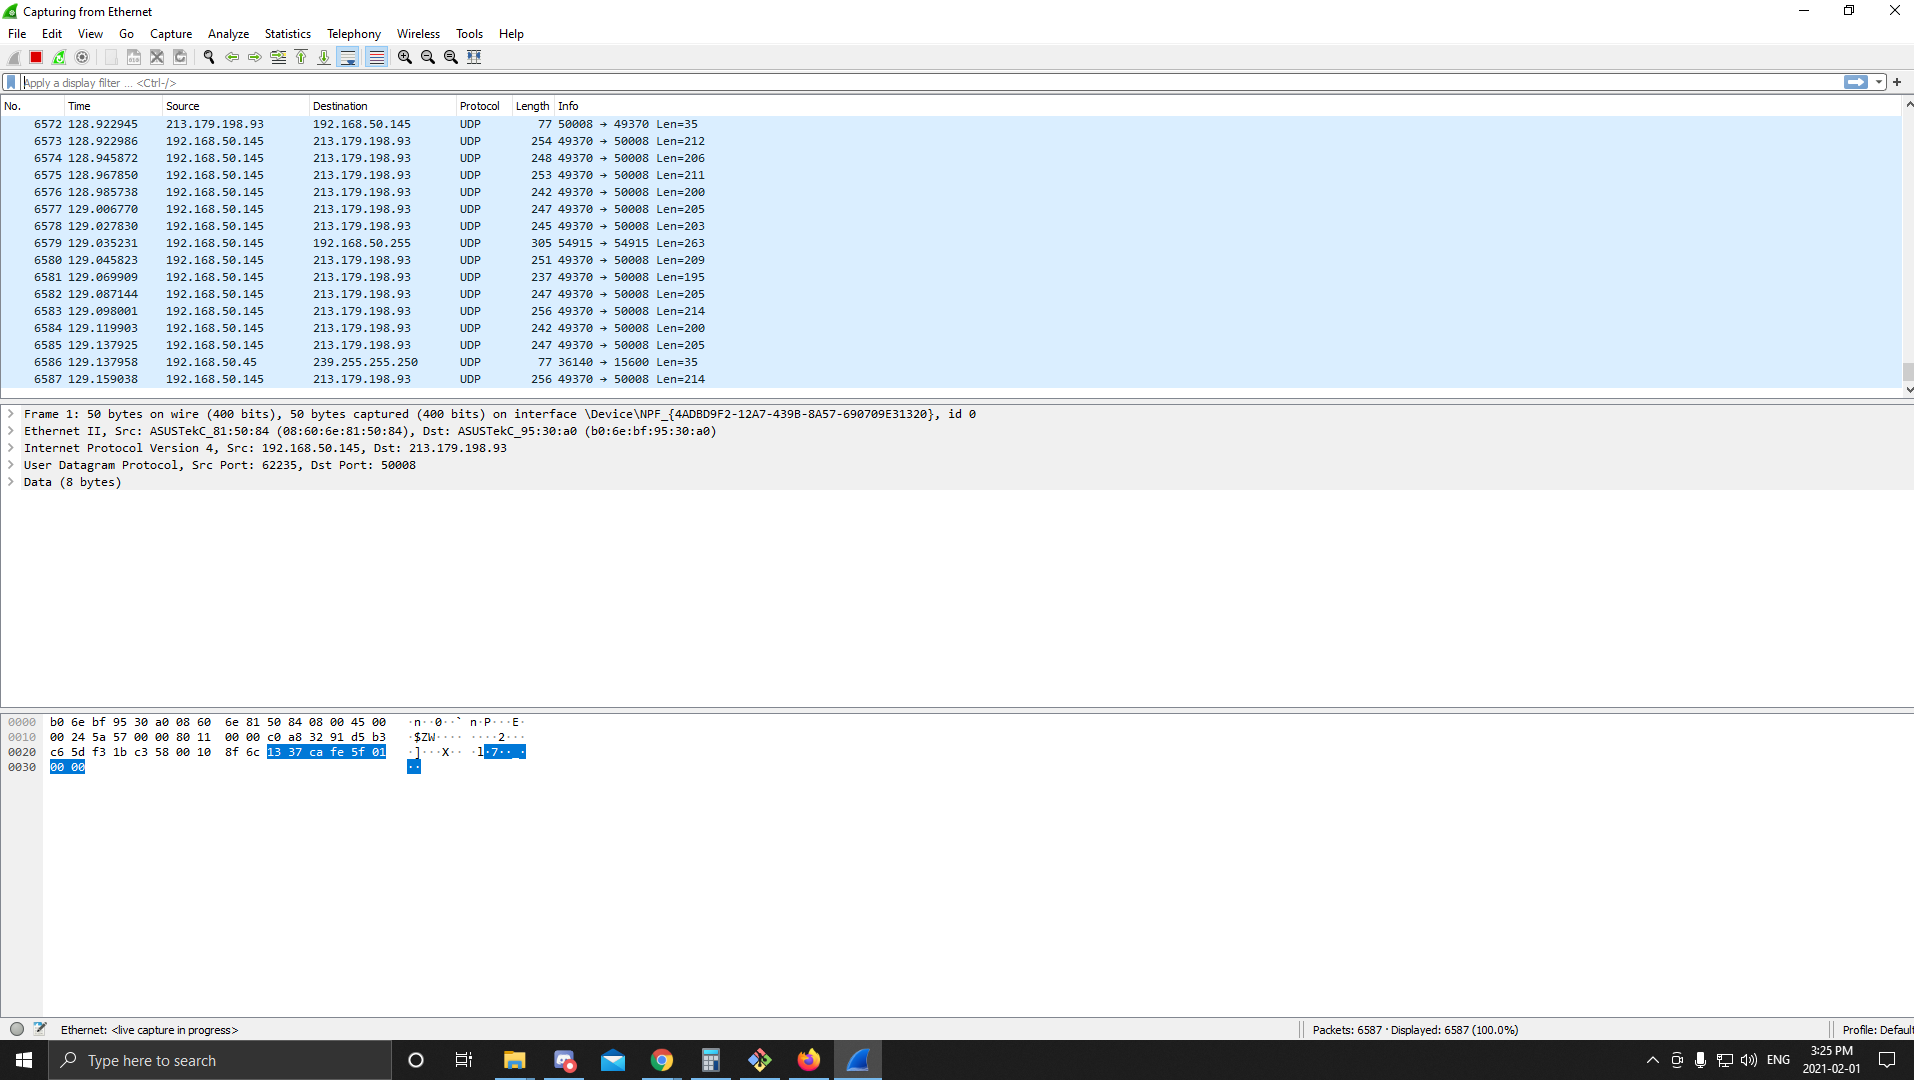 Capturing from Ethernet
File Edit View Go Capture Analyze Statistics Telephony Wireless Tools Help
Apply a display filter ... <Ctrl-/>
No. Time Source Destination Protocol Length Info
6572 128.922945 213.179.198.93 192.168.50.145 UDP 77 50008 → 49370 Len=35
6573 128.922986 192.168.50.145 213.179.198.93 UDP 254 49370 → 50008 Len=212
6574 128.945872 192.168.50.145 213.179.198.93 UDP 248 49370 → 50008 Len=206
6575 128.967850 192.168.50.145 213.179.198.93 UDP 253 49370 → 50008 Len=211
6576 128.985738 192.168.50.145 213.179.198.93 UDP 242 49370 → 50008 Len=200
6577 129.006770 192.168.50.145 213.179.198.93 UDP 247 49370 → 50008 Len=205
6578 129.027830 192.168.50.145 213.179.198.93 UDP 245 49370 → 50008 Len=203
6579 129.035231 192.168.50.145 192.168.50.255 UDP 305 54915 → 54915 Len=263
6580 129.045823 192.168.50.145 213.179.198.93 UDP 251 49370 → 50008 Len=209
6581 129.069909 192.168.50.145 213.179.198.93 UDP 237 49370 → 50008 Len=195
6582 129.087144 192.168.50.145 213.179.198.93 UDP 247 49370 → 50008 Len=205
6583 129.098001 192.168.50.145 213.179.198.93 UDP 256 49370 → 50008 Len=214
6584 129.119903 192.168.50.145 213.179.198.93 UDP 242 49370 → 50008 Len=200
6585 129.137925 192.168.50.145 213.179.198.93 UDP 247 49370 → 50008 Len=205
6586 129.137958 192.168.50.45 239.255.255.250 UDP 77 36140 → 15600 Len=35
6587 129.159038 192.168.50.145 213.179.198.93 UDP 256 49370 → 50008 Len=214
Frame 1: 50 bytes on wire (400 bits), 50 bytes captured (400 bits) on interface \Device\NPF_{4ADBD9F2-12A7-439B-8A57-690709E31320}, id 0
Ethernet II, Src: ASUSTekC_81:50:84 (08:60:6e:81:50:84), Dst: ASUSTekC_95:30:a0 (b0:6e:bf:95:30:a0)
Internet Protocol Version 4, Src: 192.168.50.145, Dst: 213.179.198.93
User Datagram Protocol, Src Port: 62235, Dst Port: 50008
Data (8 bytes)
0000 b0 6e bf 95 30 a0 08 60 6e 81 50 84 08 00 45 00 ·n··0··` n·P···E·
0010 00 24 5a 57 00 00 80 11 00 00 c0 a8 32 91 d5 b3 ·$ZW···· ····2···
0020 c6 5d f3 1b c3 58 00 10 8f 6c 13 37 ca fe 5f 01 ·]···X·· ·l·7··_·
0030 00 00 ··
Ethernet: <live capture in progress>
Packets: 6587 · Displayed: 6587 (100.0%)
Profile: Defaul
Type here to search
ENG
3:25 PM
2021-02-01